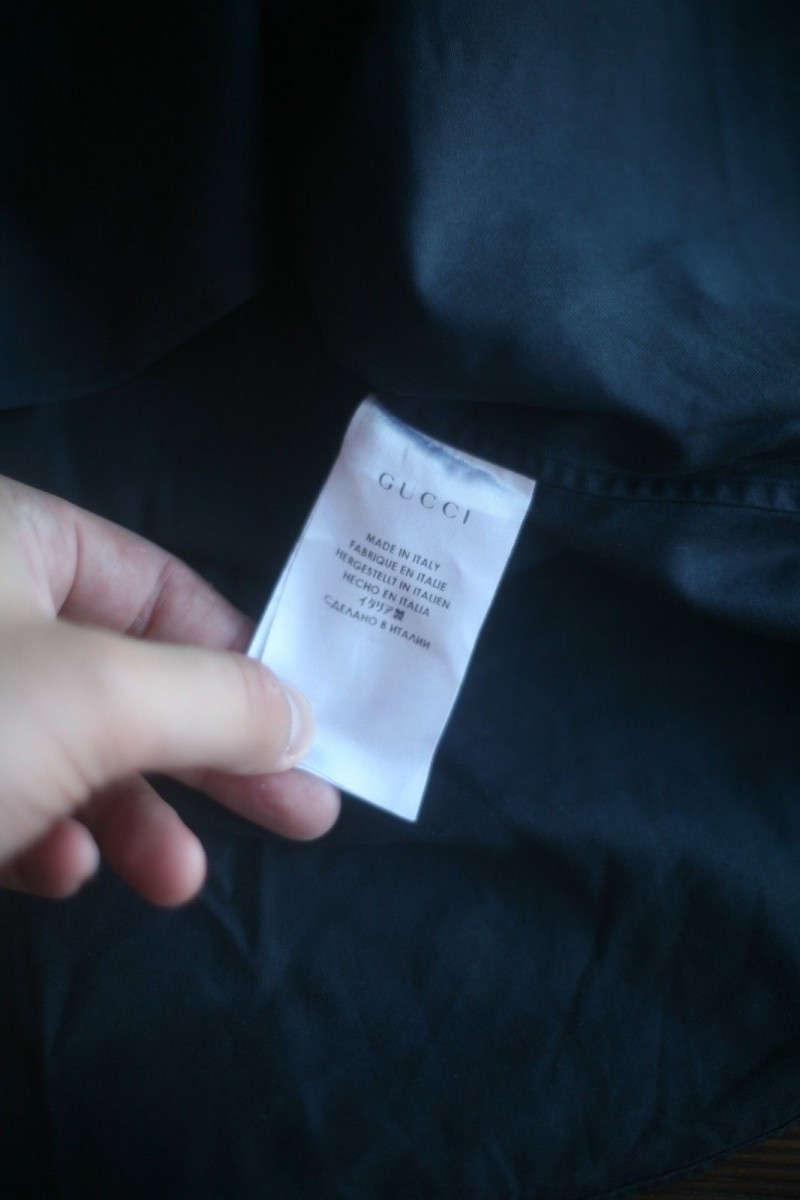 GUCCI
MADE IN ITALY
FABRIQUE EN ITALIE
HERGESTELLT IN ITALIEN
HECHO EN ITALIA
イタリア製
СДЕЛАНО В ИТАЛИИ